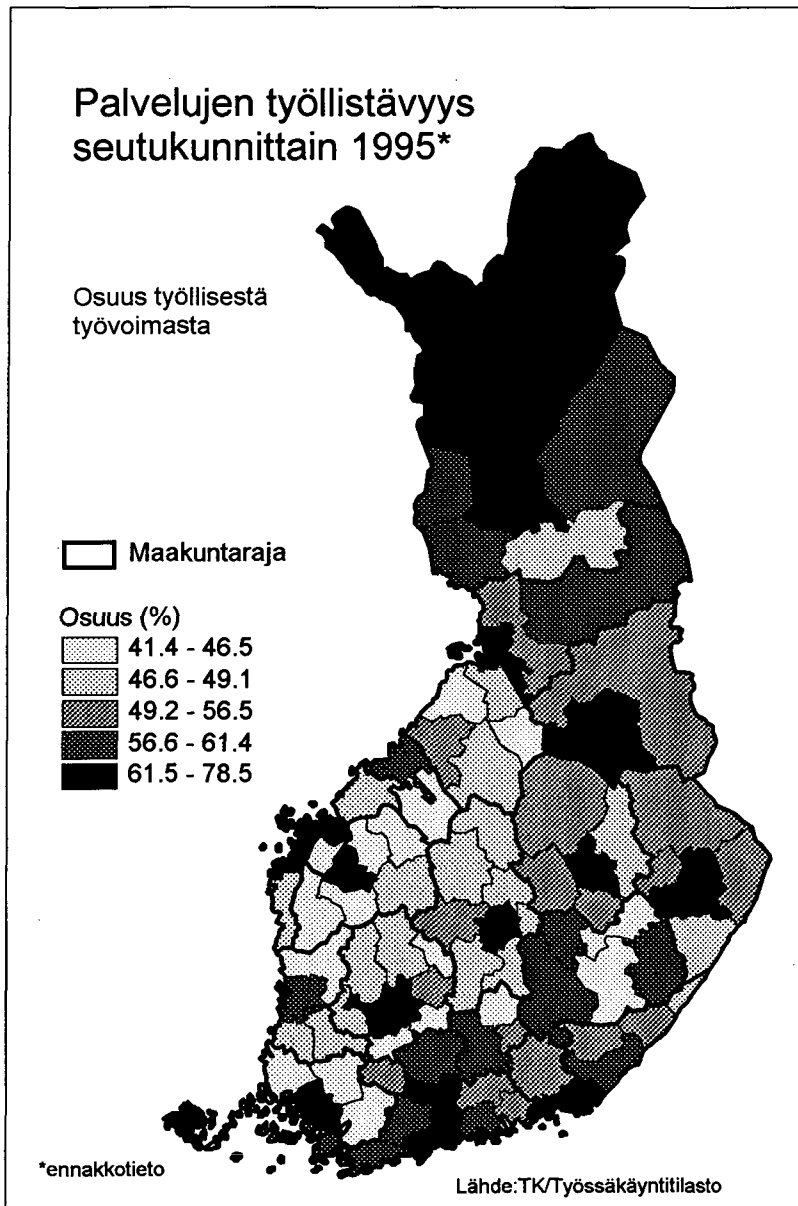 Palvelujen työllistävyys
seutukunnittain 1995*
Osuus työllisestä
työvoimasta
Maakuntaraja
Osuus (%)
41.4 - 46.5
46.6 - 49.1
49.2 - 56.5
56.6 - 61.4
61.5 - 78.5
*ennakkotieto
Lähde:TK/Työssäkäyntitilasto